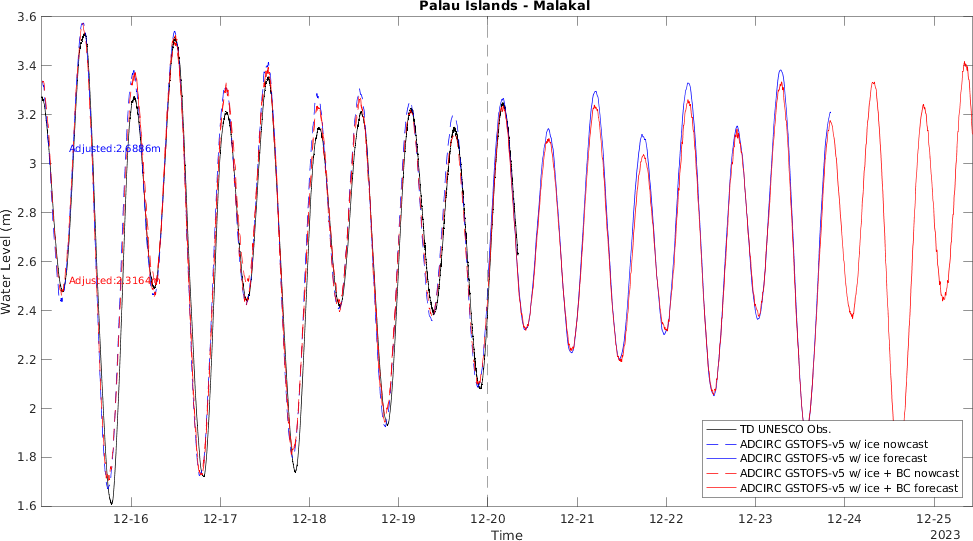 Palau Islands - Malakal
3.6
3.4
3.2
3
2.8
2.6
2.4
2.2
2
1.8
1.6
Water Level (m)
Adjusted:2.6886m
Adjusted:2.3164m
TD UNESCO Obs.
ADCIRC GSTOFS-v5 w/ ice nowcast
ADCIRC GSTOFS-v5 w/ ice forecast
ADCIRC GSTOFS-v5 w/ ice + BC nowcast
ADCIRC GSTOFS-v5 w/ ice + BC forecast
12-16 12-17 12-18 12-19 12-20 12-21 12-22 12-23 12-24 12-25
Time
2023